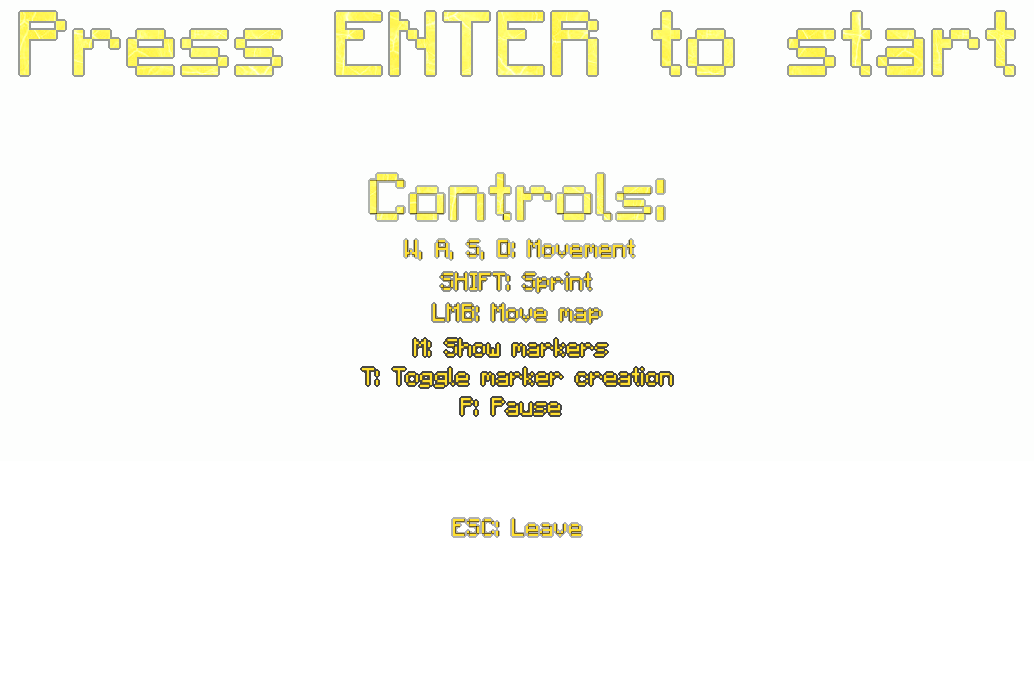 Press ENTER to start
Controls:
W, A, S, D: Movement
SHIFT: Sprint
LMB: Move map
M: Show markers
T: Toggle marker creation
P: Pause
ESC: Leave